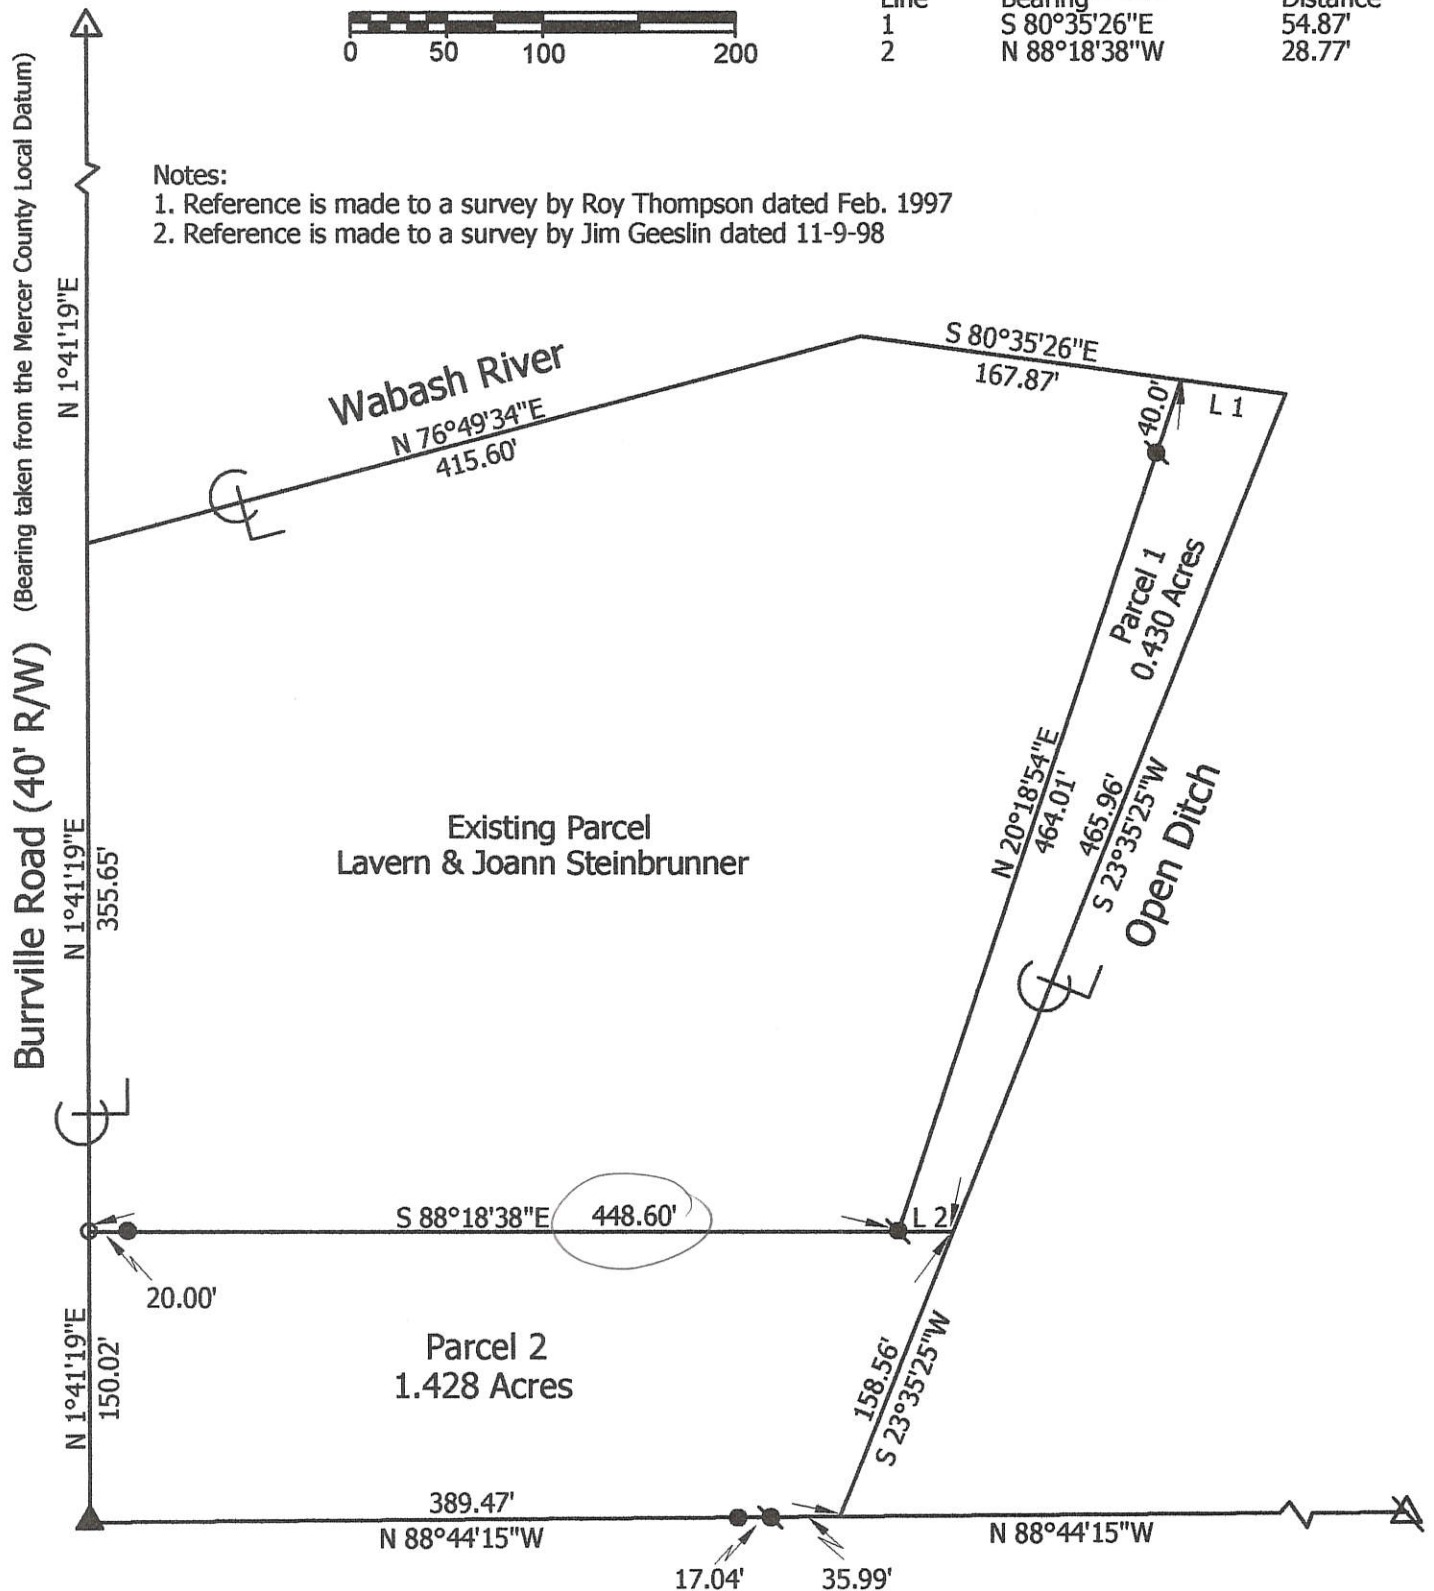 Line Bearing Distance
1 S 80°35'26"E 54.87'
2 N 88°18'38"W 28.77'
0 50 100 200
(Bearing taken from the Mercer County Local Datum)
Notes:
1. Reference is made to a survey by Roy Thompson dated Feb. 1997
2. Reference is made to a survey by Jim Geeslin dated 11-9-98
N 1°41'19"E
Wabash River
N 76°49'34"E
415.60'
S 80°35'26"E
167.87'
L 1
40.0'
Parcel 1
0.430 Acres
Burrville Road (40' R/W)
N 20°18'54"E
464.01'
465.96'
S 23°35'25"W
Open Ditch
Existing Parcel
Lavern & Joann Steinbrunner
N 1°41'19"E
355.65'
S 88°18'38"E 448.60'
L 2
20.00'
N 1°41'19"E
150.02'
Parcel 2
1.428 Acres
158.56'
S 23°35'25"W
389.47'
N 88°44'15"W
N 88°44'15"W
17.04'
35.99'